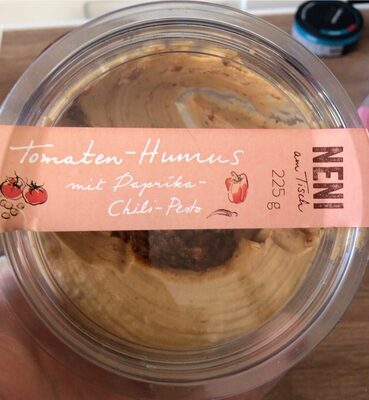 Tomaten-Humus
mit Paprika-
Chili-Pesto
NENI
am Tisch
225 g